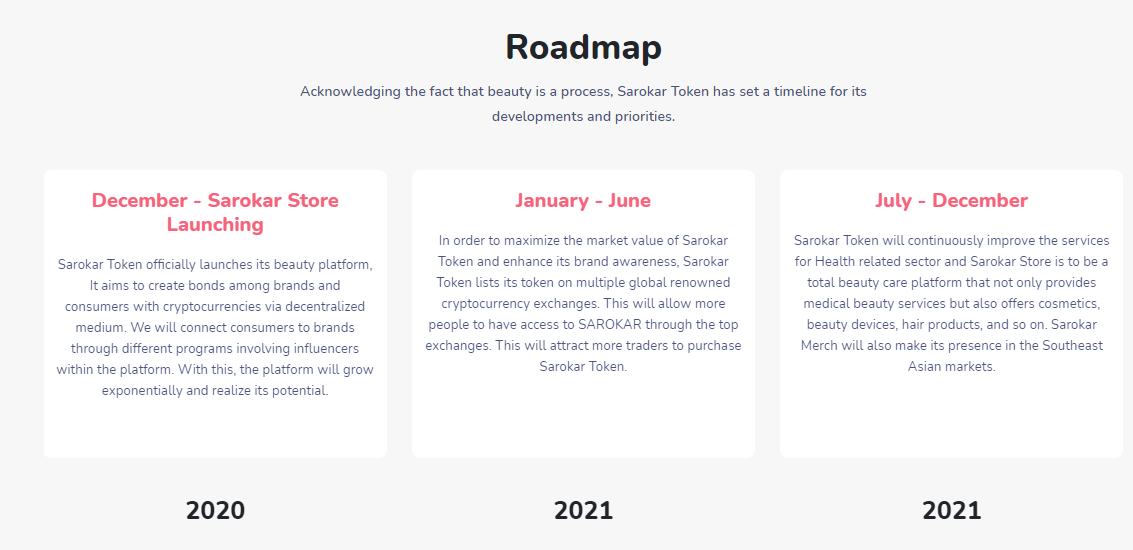 Roadmap
Acknowledging the fact that beauty is a process, Sarokar Token has set a timeline for its
developments and priorities.
December - Sarokar Store
Launching
Sarokar Token officially launches its beauty platform,
It aims to create bonds among brands and
consumers with cryptocurrencies via decentralized
medium. We will connect consumers to brands
through different programs involving influencers
within the platform. With this, the platform will grow
exponentially and realize its potential.
2020
January - June
In order to maximize the market value of Sarokar
Token and enhance its brand awareness, Sarokar
Token lists its token on multiple global renowned
cryptocurrency exchanges. This will allow more
people to have access to SAROKAR through the top
exchanges. This will attract more traders to purchase
Sarokar Token.
2021
July - December
Sarokar Token will continuously improve the services
for Health related sector and Sarokar Store is to be a
total beauty care platform that not only provides
medical beauty services but also offers cosmetics,
beauty devices, hair products, and so on. Sarokar
Merch will also make its presence in the Southeast
Asian markets.
2021